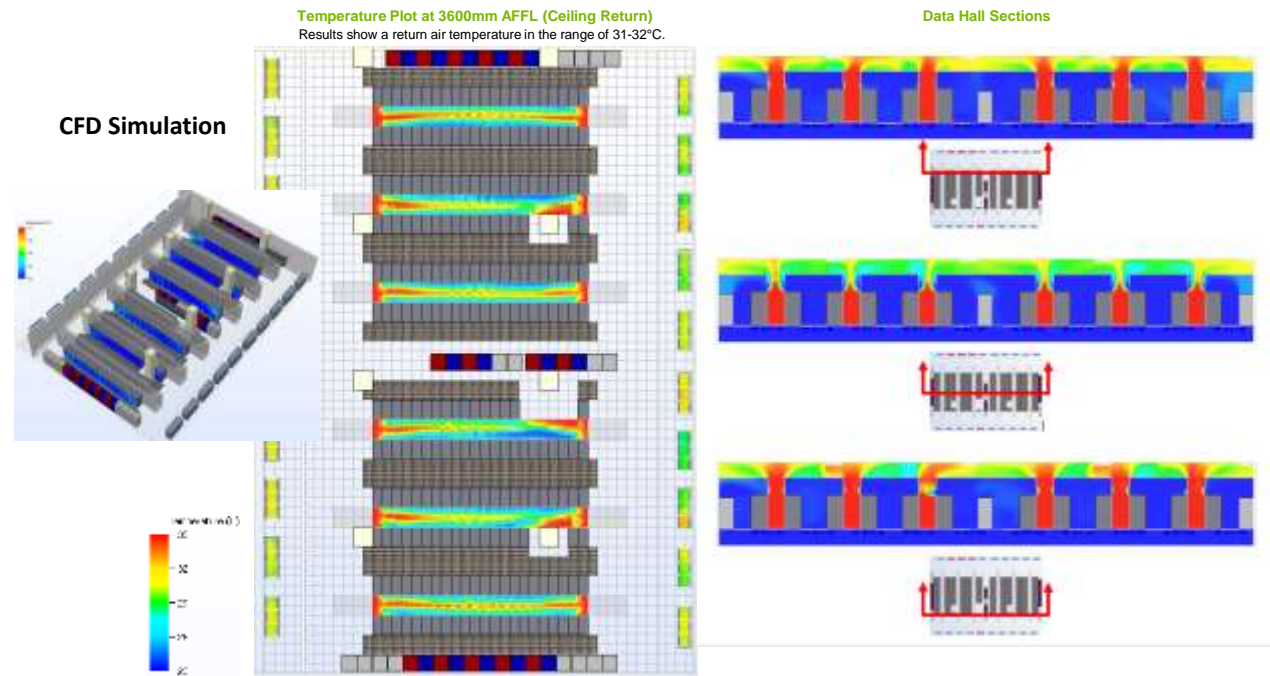 Temperature Plot at 3600mm AFFL (Ceiling Return)
Results show a return air temperature in the range of 31-32°C.
Data Hall Sections
CFD Simulation